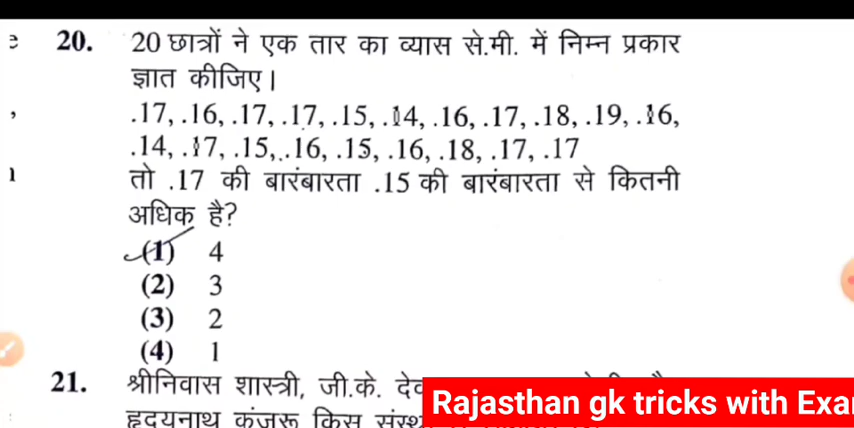 20. 20 छात्रों ने एक तार का व्यास से.मी. में निम्न प्रकार
ज्ञात कीजिए।
.17, .16, .17, .17, .15, .14, .16, .17, .18, .19, .16,
.14, .17, .15, .16, .15, .16, .18, .17, .17
तो .17 की बारंबारता .15 की बारंबारता से कितनी
अधिक है?
(1) 4
(2) 3
(3) 2
(4) 1
21. श्रीनिवास शास्त्री, जी.के.
हृदयनाथ कुंजरू किस
Rajasthan gk tricks with Exa